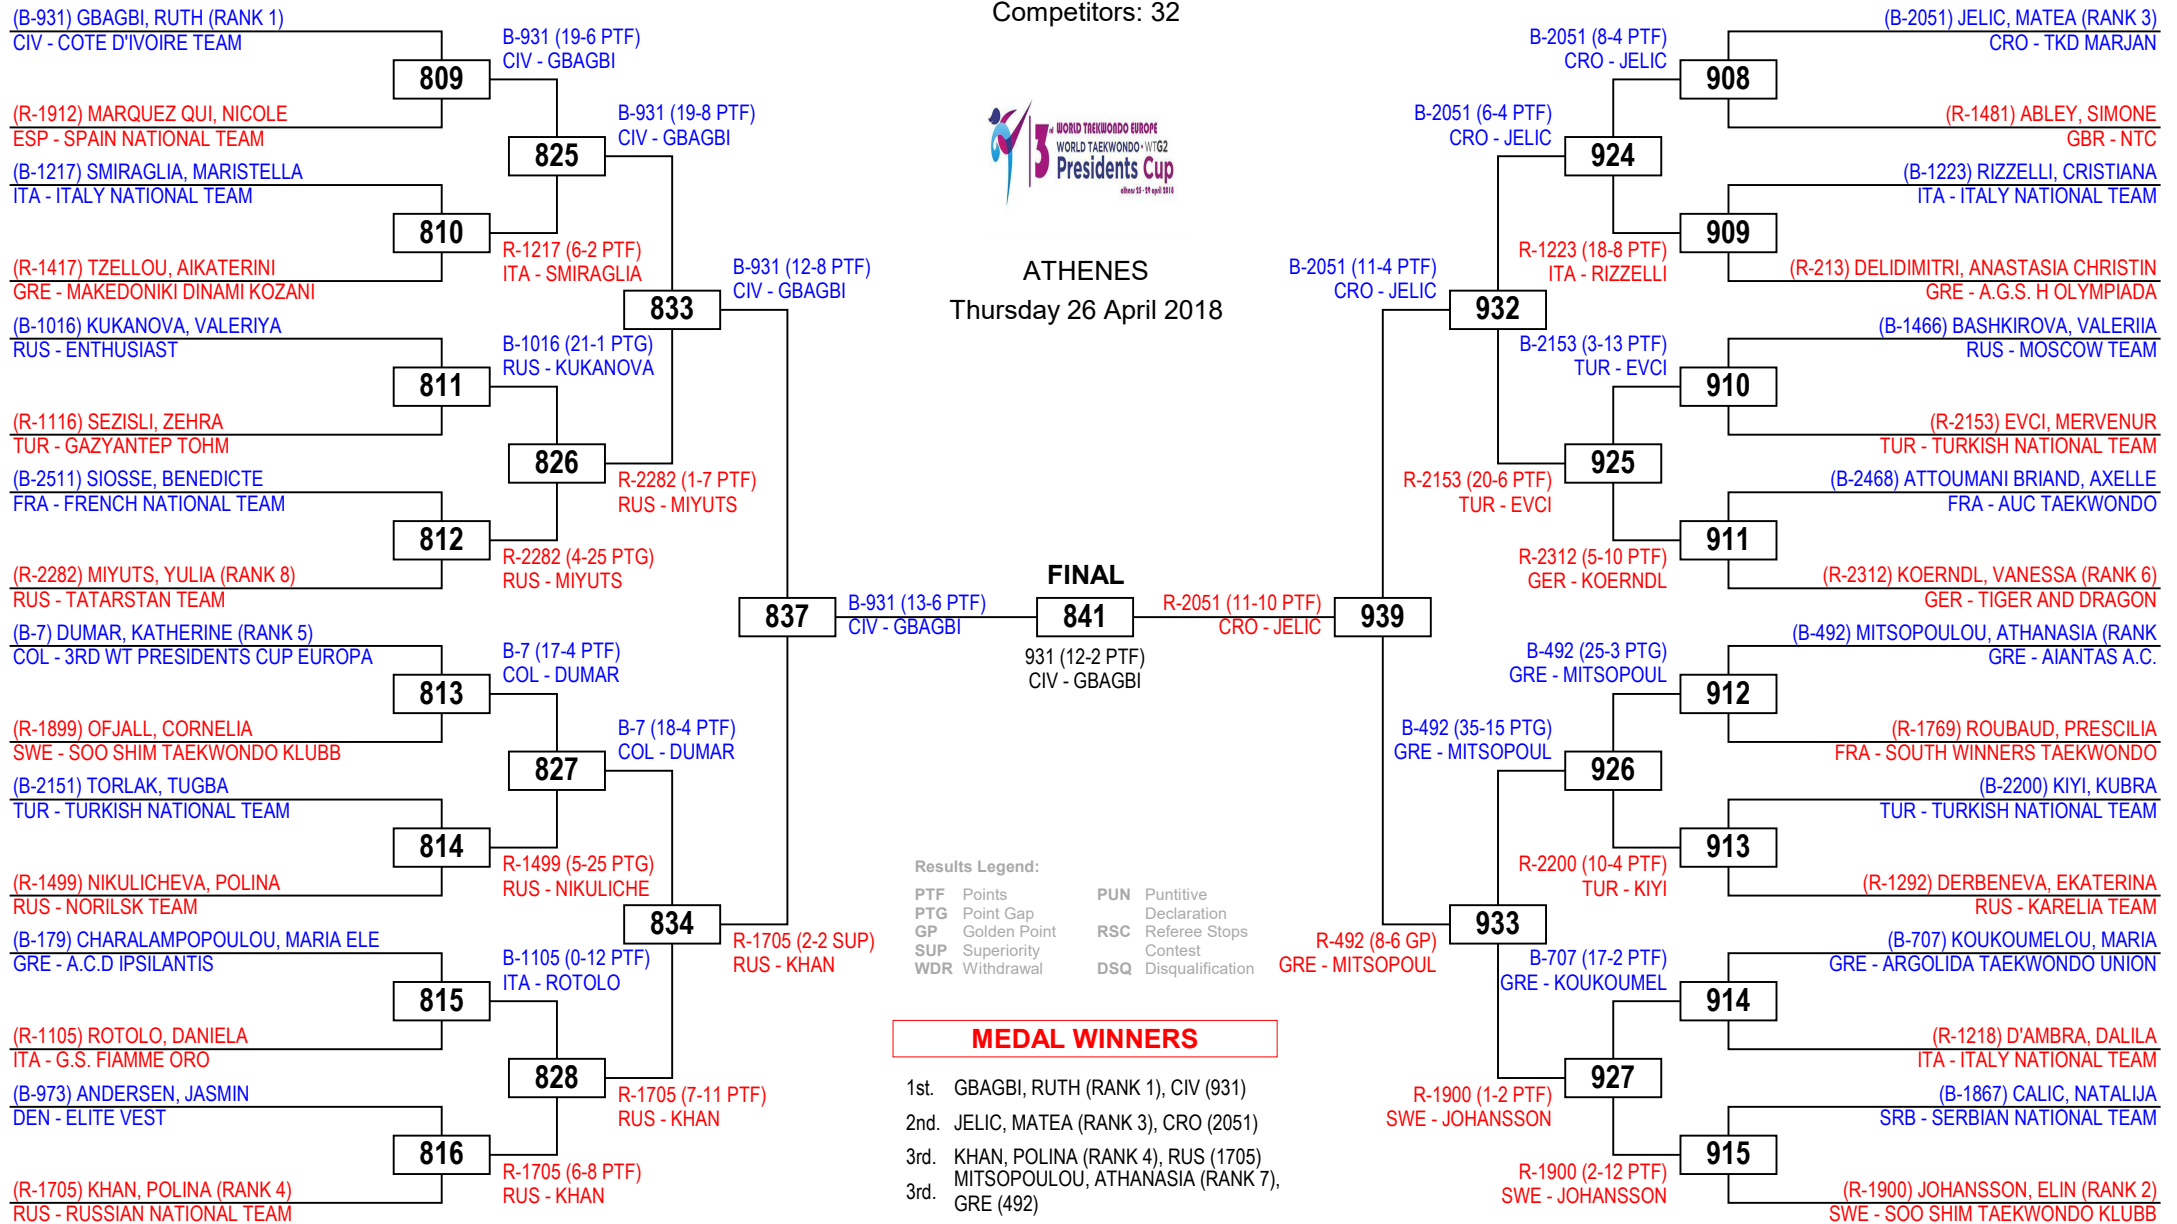 Competitors: 32
(B-931) GBAGBI, RUTH (RANK 1)
CIV - COTE D'IVOIRE TEAM
809
(R-1912) MARQUEZ QUI, NICOLE
ESP - SPAIN NATIONAL TEAM
(B-1217) SMIRAGLIA, MARISTELLA
ITA - ITALY NATIONAL TEAM
810
(R-1417) TZELLOU, AIKATERINI
GRE - MAKEDONIKI DINAMI KOZANI
(B-1016) KUKANOVA, VALERIYA
RUS - ENTHUSIAST
811
(R-1116) SEZISLI, ZEHRA
TUR - GAZYANTEP TOHM
(B-2511) SIOSSE, BENEDICTE
FRA - FRENCH NATIONAL TEAM
812
(R-2282) MIYUTS, YULIA (RANK 8)
RUS - TATARSTAN TEAM
(B-7) DUMAR, KATHERINE (RANK 5)
COL - 3RD WT PRESIDENTS CUP EUROPA
813
(R-1899) OFJALL, CORNELIA
SWE - SOO SHIM TAEKWONDO KLUBB
(B-2151) TORLAK, TUGBA
TUR - TURKISH NATIONAL TEAM
814
(R-1499) NIKULICHEVA, POLINA
RUS - NORILSK TEAM
(B-179) CHARALAMPOPOULOU, MARIA ELE
GRE - A.C.D IPSILANTIS
815
(R-1105) ROTOLO, DANIELA
ITA - G.S. FIAMME ORO
(B-973) ANDERSEN, JASMIN
DEN - ELITE VEST
816
(R-1705) KHAN, POLINA (RANK 4)
RUS - RUSSIAN NATIONAL TEAM
B-931 (19-6 PTF)
CIV - GBAGBI
825
R-1217 (6-2 PTF)
ITA - SMIRAGLIA
B-1016 (21-1 PTG)
RUS - KUKANOVA
826
R-2282 (4-25 PTG)
RUS - MIYUTS
B-7 (17-4 PTF)
COL - DUMAR
827
R-1499 (5-25 PTG)
RUS - NIKULICHE
B-1105 (0-12 PTF)
ITA - ROTOLO
828
R-1705 (6-8 PTF)
RUS - KHAN
B-931 (19-8 PTF)
CIV - GBAGBI
833
R-2282 (1-7 PTF)
RUS - MIYUTS
B-7 (18-4 PTF)
COL - DUMAR
834
R-1705 (7-11 PTF)
RUS - KHAN
B-931 (12-8 PTF)
CIV - GBAGBI
837
R-1705 (2-2 SUP)
RUS - KHAN
B-931 (13-6 PTF)
CIV - GBAGBI
3rd WORLD TAEKWONDO EUROPE
WORLD TAEKWONDO • WTG2
Presidents Cup
athens 25 - 29 april 2018
ATHENES
Thursday 26 April 2018
FINAL
841
931 (12-2 PTF)
CIV - GBAGBI
R-2051 (11-10 PTF)
CRO - JELIC
939
B-2051 (11-4 PTF)
CRO - JELIC
R-492 (8-6 GP)
GRE - MITSOPOUL
B-2051 (6-4 PTF)
CRO - JELIC
932
R-2153 (20-6 PTF)
TUR - EVCI
B-492 (35-15 PTG)
GRE - MITSOPOUL
933
R-1900 (1-2 PTF)
SWE - JOHANSSON
B-2051 (8-4 PTF)
CRO - JELIC
924
R-1223 (18-8 PTF)
ITA - RIZZELLI
B-2153 (3-13 PTF)
TUR - EVCI
925
R-2312 (5-10 PTF)
GER - KOERNDL
B-492 (25-3 PTG)
GRE - MITSOPOUL
926
R-2200 (10-4 PTF)
TUR - KIYI
B-707 (17-2 PTF)
GRE - KOUKOUMEL
927
R-1900 (2-12 PTF)
SWE - JOHANSSON
(B-2051) JELIC, MATEA (RANK 3)
CRO - TKD MARJAN
908
(R-1481) ABLEY, SIMONE
GBR - NTC
(B-1223) RIZZELLI, CRISTIANA
ITA - ITALY NATIONAL TEAM
909
(R-213) DELIDIMITRI, ANASTASIA CHRISTIN
GRE - A.G.S. H OLYMPIADA
(B-1466) BASHKIROVA, VALERIIA
RUS - MOSCOW TEAM
910
(R-2153) EVCI, MERVENUR
TUR - TURKISH NATIONAL TEAM
(B-2468) ATTOUMANI BRIAND, AXELLE
FRA - AUC TAEKWONDO
911
(R-2312) KOERNDL, VANESSA (RANK 6)
GER - TIGER AND DRAGON
(B-492) MITSOPOULOU, ATHANASIA (RANK
GRE - AIANTAS A.C.
912
(R-1769) ROUBAUD, PRESCILIA
FRA - SOUTH WINNERS TAEKWONDO
(B-2200) KIYI, KUBRA
TUR - TURKISH NATIONAL TEAM
913
(R-1292) DERBENEVA, EKATERINA
RUS - KARELIA TEAM
(B-707) KOUKOUMELOU, MARIA
GRE - ARGOLIDA TAEKWONDO UNION
914
(R-1218) D'AMBRA, DALILA
ITA - ITALY NATIONAL TEAM
(B-1867) CALIC, NATALIJA
SRB - SERBIAN NATIONAL TEAM
915
(R-1900) JOHANSSON, ELIN (RANK 2)
SWE - SOO SHIM TAEKWONDO KLUBB
Results Legend:
PTF Points
PTG Point Gap
GP Golden Point
SUP Superiority
WDR Withdrawal
PUN Puntitive
Declaration
RSC Referee Stops
Contest
DSQ Disqualification
MEDAL WINNERS
1st. GBAGBI, RUTH (RANK 1), CIV (931)
2nd. JELIC, MATEA (RANK 3), CRO (2051)
3rd. KHAN, POLINA (RANK 4), RUS (1705)
3rd. MITSOPOULOU, ATHANASIA (RANK 7),
GRE (492)